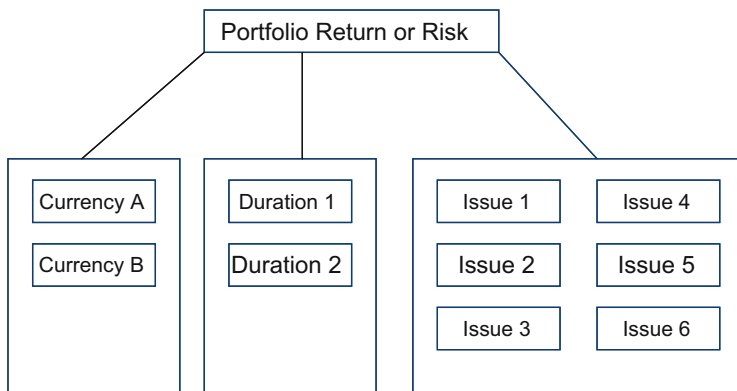 Portfolio Return or Risk
Currency A
Currency B
Duration 1
Duration 2
Issue 1
Issue 4
Issue 2
Issue 5
Issue 3
Issue 6